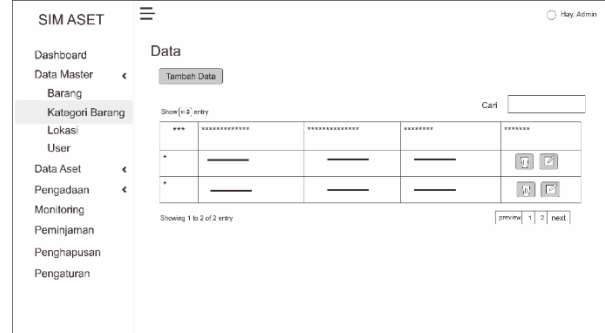 SIM ASET
Hay, Admin
Dashboard
Data Master
Barang
Kategori Barang
Lokasi
User
Data Aset
Pengadaan
Monitoring
Peminjaman
Penghapusan
Pengaturan
Data
Tambah Data
Show entry
Cari
*** ************* ************** ******** *******
*
*
Showing 1 to 2 of 2 entry
preview 1 2 next